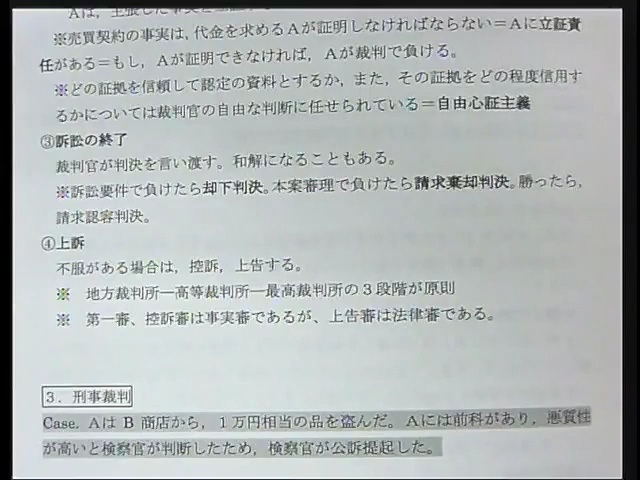 Aは，主張した事実を
※売買契約の事実は，代金を求めるAが証明しなければならない＝Aに立証責
任がある＝もし，Aが証明できなければ，Aが裁判で負ける。
※どの証拠を信頼して認定の資料とするか，また，その証拠をどの程度信用す
るかについては裁判官の自由な判断に任せられている＝自由心証主義
③訴訟の終了
裁判官が判決を言い渡す。和解になることもある。
※訴訟要件で負けたら却下判決。本案審理で負けたら請求棄却判決。勝ったら，
請求認容判決。
④上訴
不服がある場合は，控訴，上告する。
※ 地方裁判所―高等裁判所―最高裁判所の３段階が原則
※ 第一審、控訴審は事実審であるが、上告審は法律審である。
３．刑事裁判
Case. AはB商店から，１万円相当の品を盗んだ。Aには前科があり，悪質性
が高いと検察官が判断したため，検察官が公訴提起した。